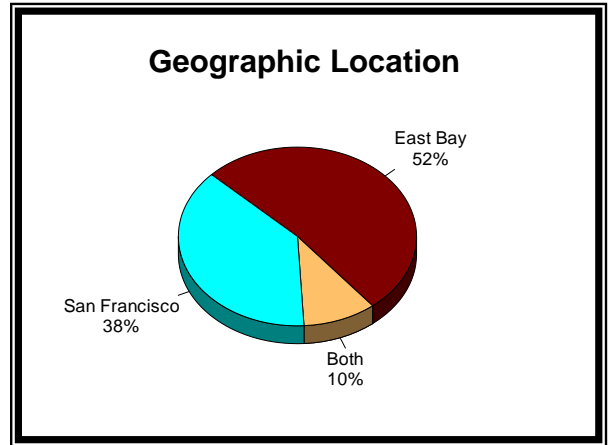 Geographic Location
East Bay
52%
San Francisco
38%
Both
10%